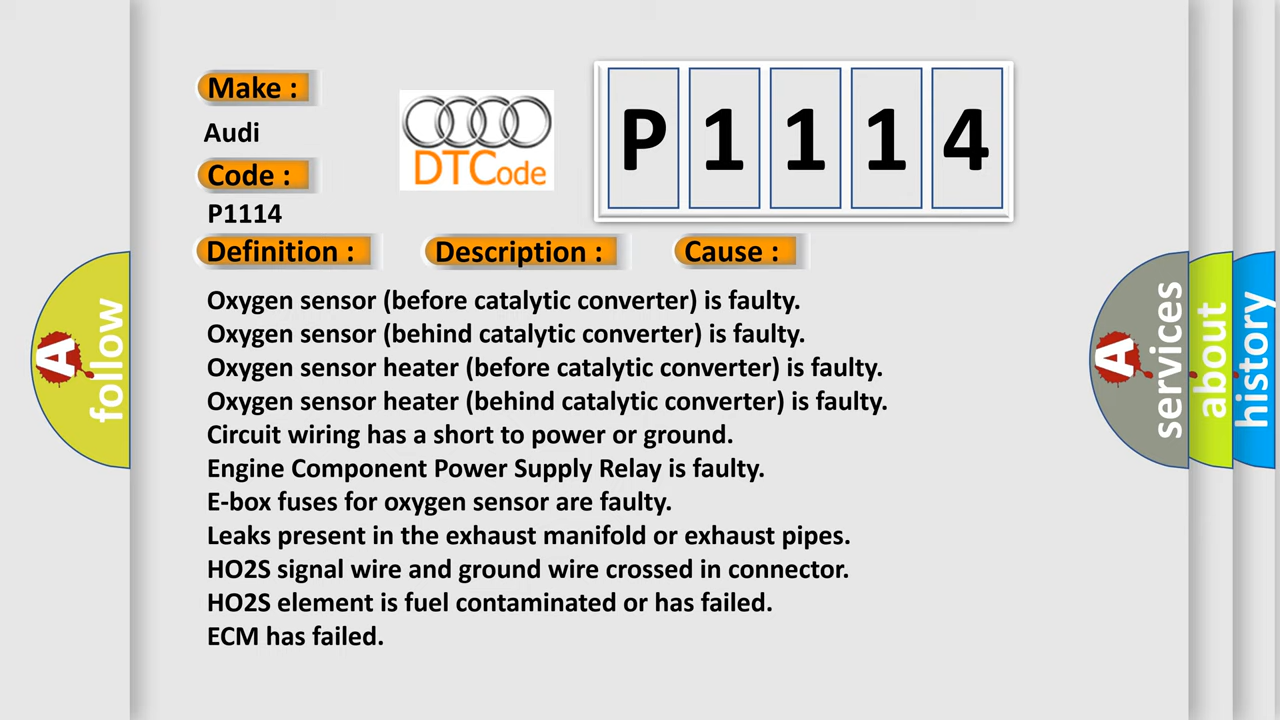 Make :
Audi
Code :
P1114
DTCode
P1114
Definition :
Description :
Cause :
Oxygen sensor (before catalytic converter) is faulty.
Oxygen sensor (behind catalytic converter) is faulty.
Oxygen sensor heater (before catalytic converter) is faulty.
Oxygen sensor heater (behind catalytic converter) is faulty.
Circuit wiring has a short to power or ground.
Engine Component Power Supply Relay is faulty.
E-box fuses for oxygen sensor are faulty.
Leaks present in the exhaust manifold or exhaust pipes.
HO2S signal wire and ground wire crossed in connector.
HO2S element is fuel contaminated or has failed.
ECM has failed.
A
follow
A
services
about
history